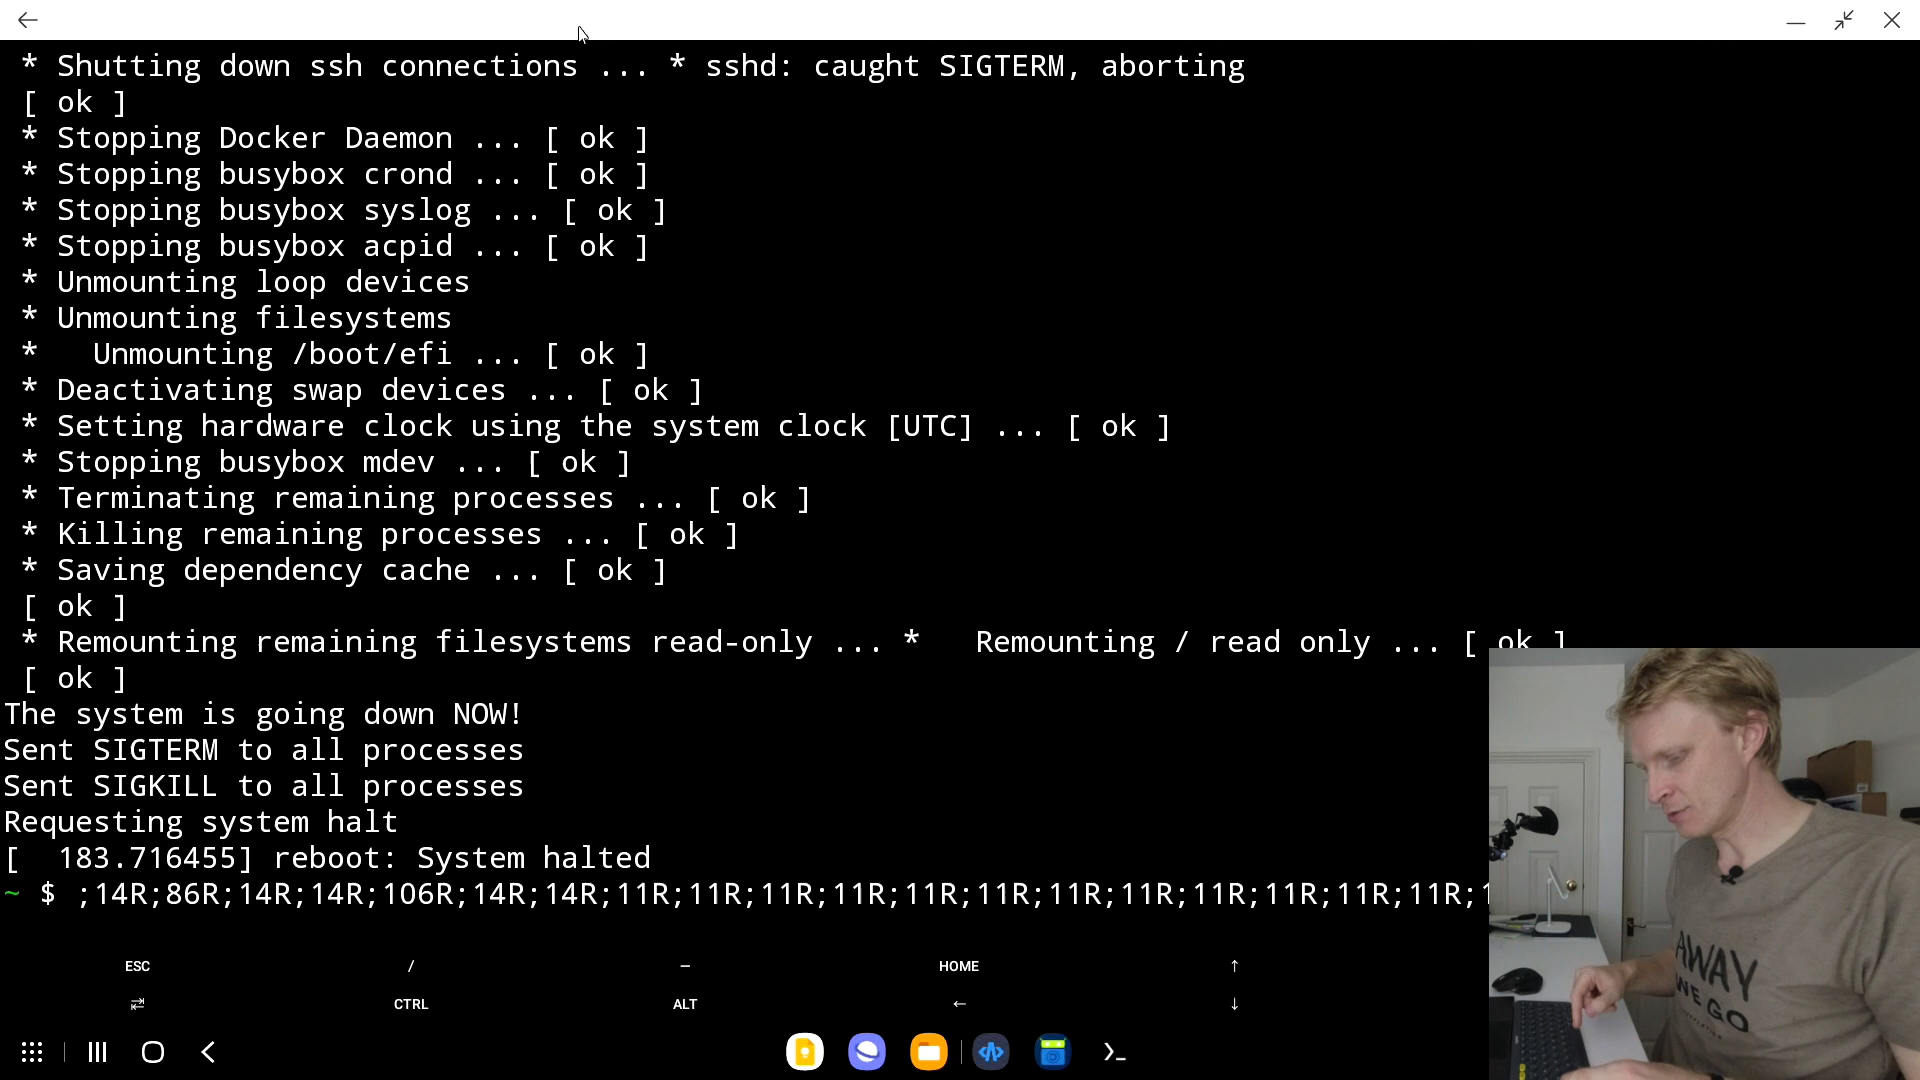 * Shutting down ssh connections ... * sshd: caught SIGTERM, aborting
[ ok ]
* Stopping Docker Daemon ... [ ok ]
* Stopping busybox crond ... [ ok ]
* Stopping busybox syslog ... [ ok ]
* Stopping busybox acpid ... [ ok ]
* Unmounting loop devices
* Unmounting filesystems
*   Unmounting /boot/efi ... [ ok ]
* Deactivating swap devices ... [ ok ]
* Setting hardware clock using the system clock [UTC] ... [ ok ]
* Stopping busybox mdev ... [ ok ]
* Terminating remaining processes ... [ ok ]
* Killing remaining processes ... [ ok ]
* Saving dependency cache ... [ ok ]
[ ok ]
* Remounting remaining filesystems read-only ... *   Remounting / read only ... [ ok ]
[ ok ]
The system is going down NOW!
Sent SIGTERM to all processes
Sent SIGKILL to all processes
Requesting system halt
[  183.716455] reboot: System halted
~ $ ;14R;86R;14R;14R;106R;14R;14R;11R;11R;11R;11R;11R;11R;11R;11R;11R;11R;11R;11R;1
ESC / – HOME ↑
⇄ CTRL ALT ← ↓
AWAY
WE GO